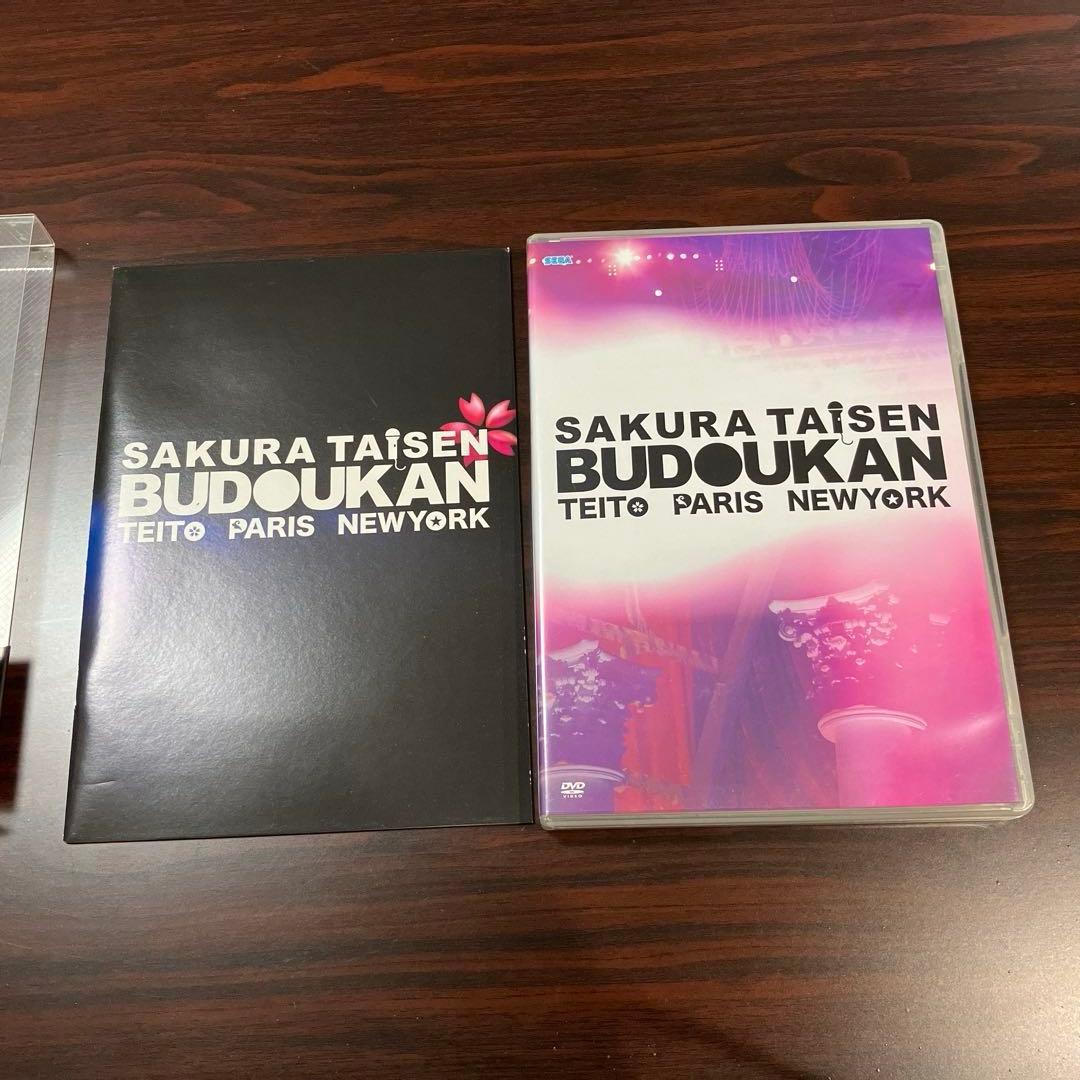 SAKURA TAISEN
BUDOUKAN
TEITO PARIS NEWYORK
SEGA
SAKURA TAISEN
BUDOUKAN
TEITO PARIS NEWYORK
DVD
VIDEO